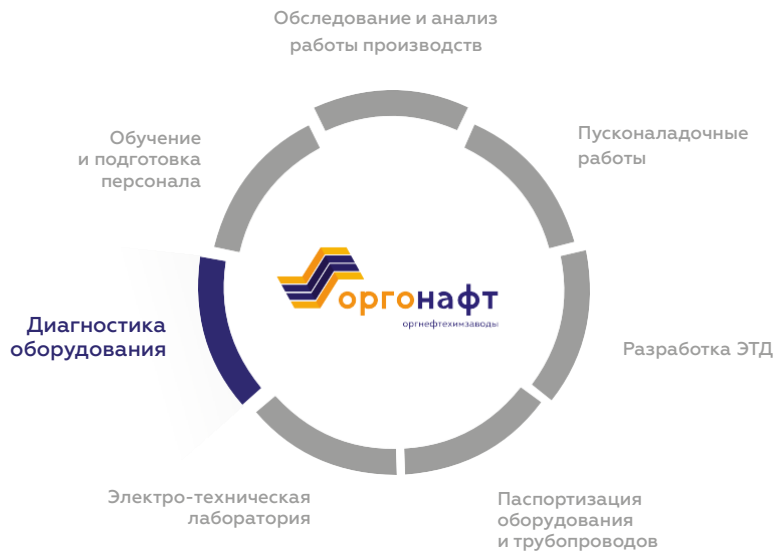 Обследование и анализ
работы производств
Пусконаладочные
работы
Разработка ЭТД
Паспортизация
оборудования
и трубопроводов
Электро-техническая
лаборатория
Диагностика
оборудования
Обучение
и подготовка
персонала
оргонафт
оргнефтехимзаводы